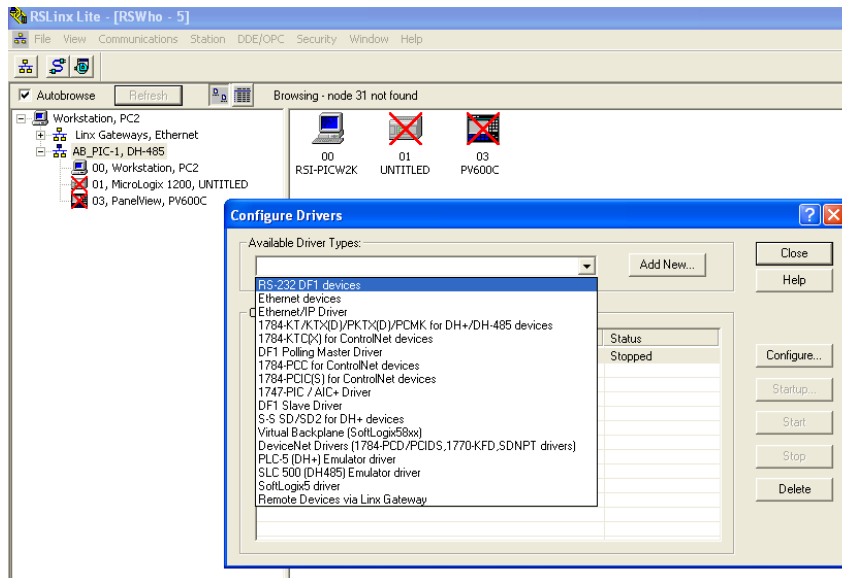 RSLinx Lite - [RSWho - 5]
File View Communications Station DDE/OPC Security Window Help
Autobrowse Refresh Browsing - node 31 not found
Workstation, PC2
Linx Gateways, Ethernet
AB_PIC-1, DH-485
00, Workstation, PC2
01, MicroLogix 1200, UNTITLED
03, PanelView, PV600C
00
RSI-PICW2K
01
UNTITLED
03
PV600C
Configure Drivers
Available Driver Types:
Add New...
Close
Help
RS-232 DF1 devices
Ethernet devices
Ethernet/IP Driver
1784-KT/KTX(D)/PKTX(D)/PCMK for DH+/DH-485 devices
1784-KTC(X) for ControlNet devices
DF1 Polling Master Driver
1784-PCC for ControlNet devices
1784-PCIC(S) for ControlNet devices
1747-PIC / AIC+ Driver
DF1 Slave Driver
S-S SD/SD2 for DH+ devices
Virtual Backplane (SoftLogix58xx)
DeviceNet Drivers (1784-PCD/PCIDS,1770-KFD,SDNPT drivers)
PLC-5 (DH+) Emulator driver
SLC 500 (DH485) Emulator driver
SoftLogix5 driver
Remote Devices via Linx Gateway
Status
Stopped
Configure...
Startup...
Start
Stop
Delete